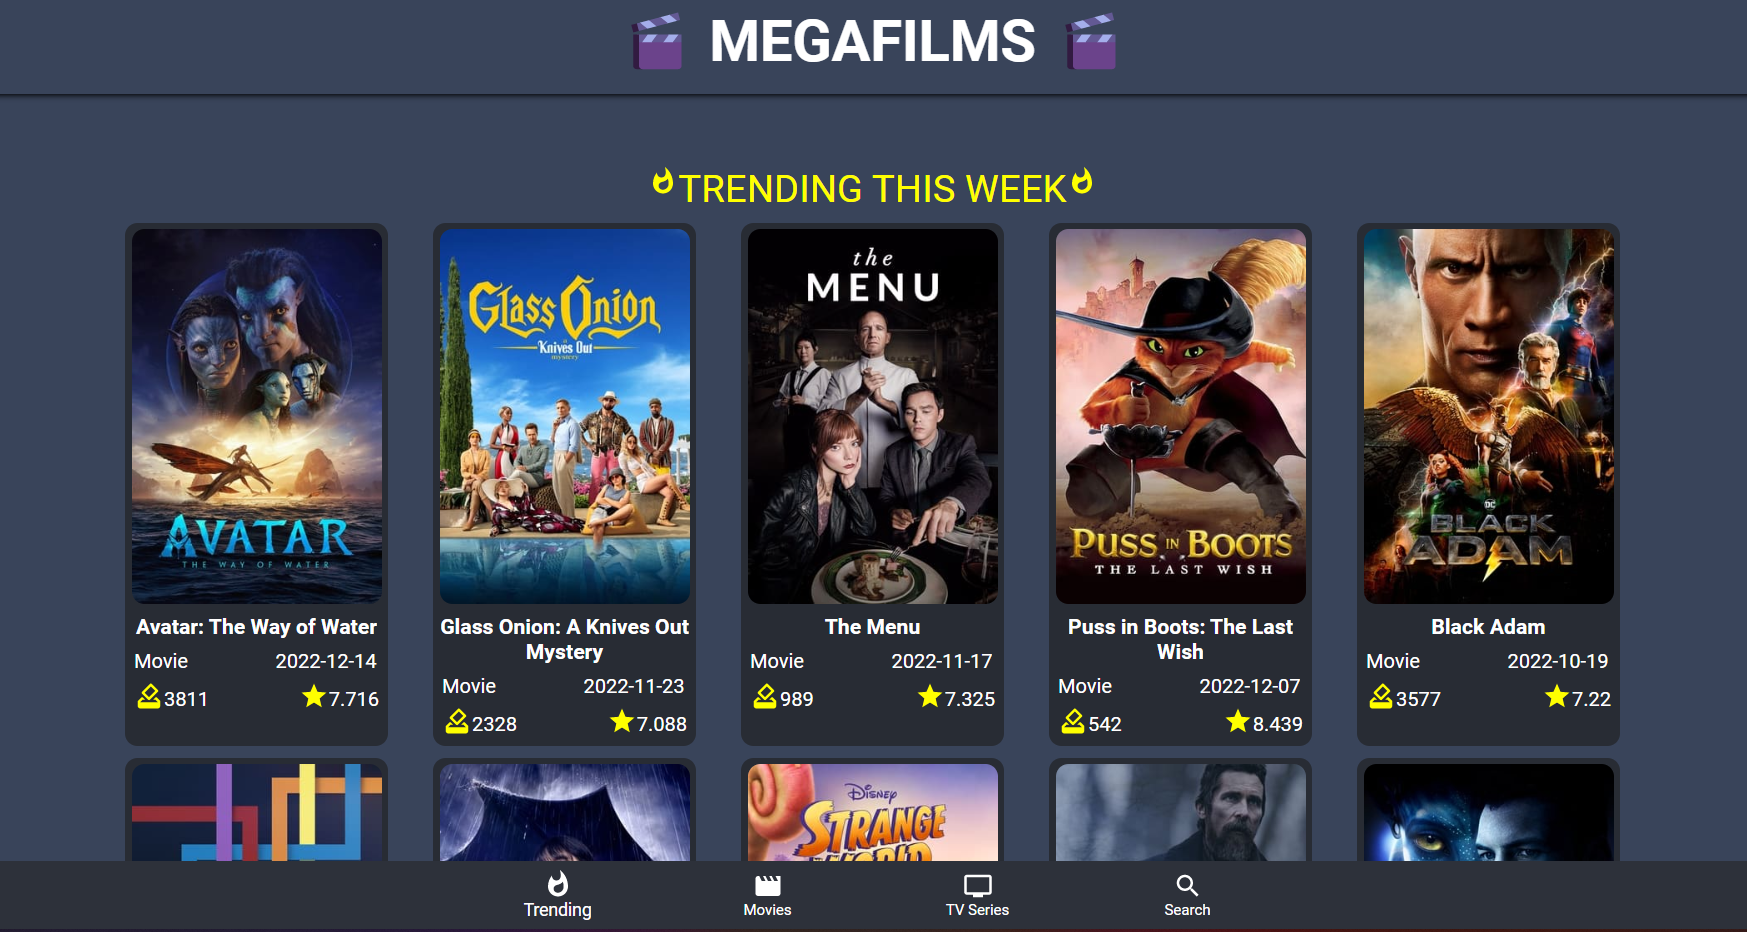 MEGAFILMS
TRENDING THIS WEEK
AVATAR
THE WAY OF WATER
Avatar: The Way of Water
Movie 2022-12-14
3811 7.716
Glass Onion
A
Knives Out
mystery
Glass Onion: A Knives Out
Mystery
Movie 2022-11-23
2328 7.088
the
MENU
The Menu
Movie 2022-11-17
989 7.325
PUSS IN BOOTS
THE LAST WISH
Puss in Boots: The Last
Wish
Movie 2022-12-07
542 8.439
DC
BLACK
ADAM
Black Adam
Movie 2022-10-19
3577 7.22
Disney
STRANGE
WORLD
Trending
Movies
TV Series
Search